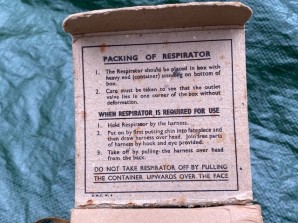 PACKING OF RESPIRATOR
1. The Respirator should be placed in box with
heavy end (container) standing on bottom of
box.
2. Care must be taken to see that the outlet
valve lies in one corner of the box without
deformation.
WHEN RESPIRATOR IS REQUIRED FOR USE
1. Hold Respirator by the harness.
2. Put on by first putting chin into facepiece and
then draw harness over head. Join free parts
of harness by hook and eye provided.
3. Take off by pulling the harness over head
from the back.
DO NOT TAKE RESPIRATOR OFF BY PULLING
THE CONTAINER UPWARDS OVER THE FACE